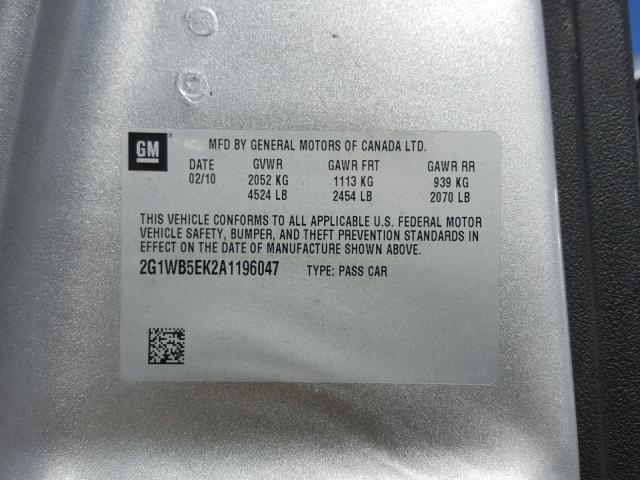 GM
MFD BY GENERAL MOTORS OF CANADA LTD.
DATE GVWR GAWR FRT GAWR RR
02/10 2052 KG 1113 KG 939 KG
4524 LB 2454 LB 2070 LB
THIS VEHICLE CONFORMS TO ALL APPLICABLE U.S. FEDERAL MOTOR
VEHICLE SAFETY, BUMPER, AND THEFT PREVENTION STANDARDS IN
EFFECT ON THE DATE OF MANUFACTURE SHOWN ABOVE.
2G1WB5EK2A1196047 TYPE: PASS CAR